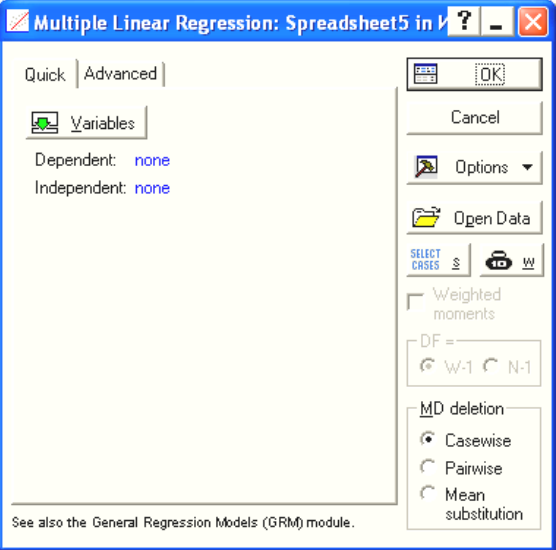 Multiple Linear Regression: Spreadsheet5 in
Quick
Advanced
Variables
Dependent: none
Independent: none
See also the General Regression Models (GRM) module.
?
OK
Cancel
Options
Open Data
SELECT
CASES
S
W
Weighted
moments
DF =
W-1
N-1
MD deletion
Casewise
Pairwise
Mean
substitution